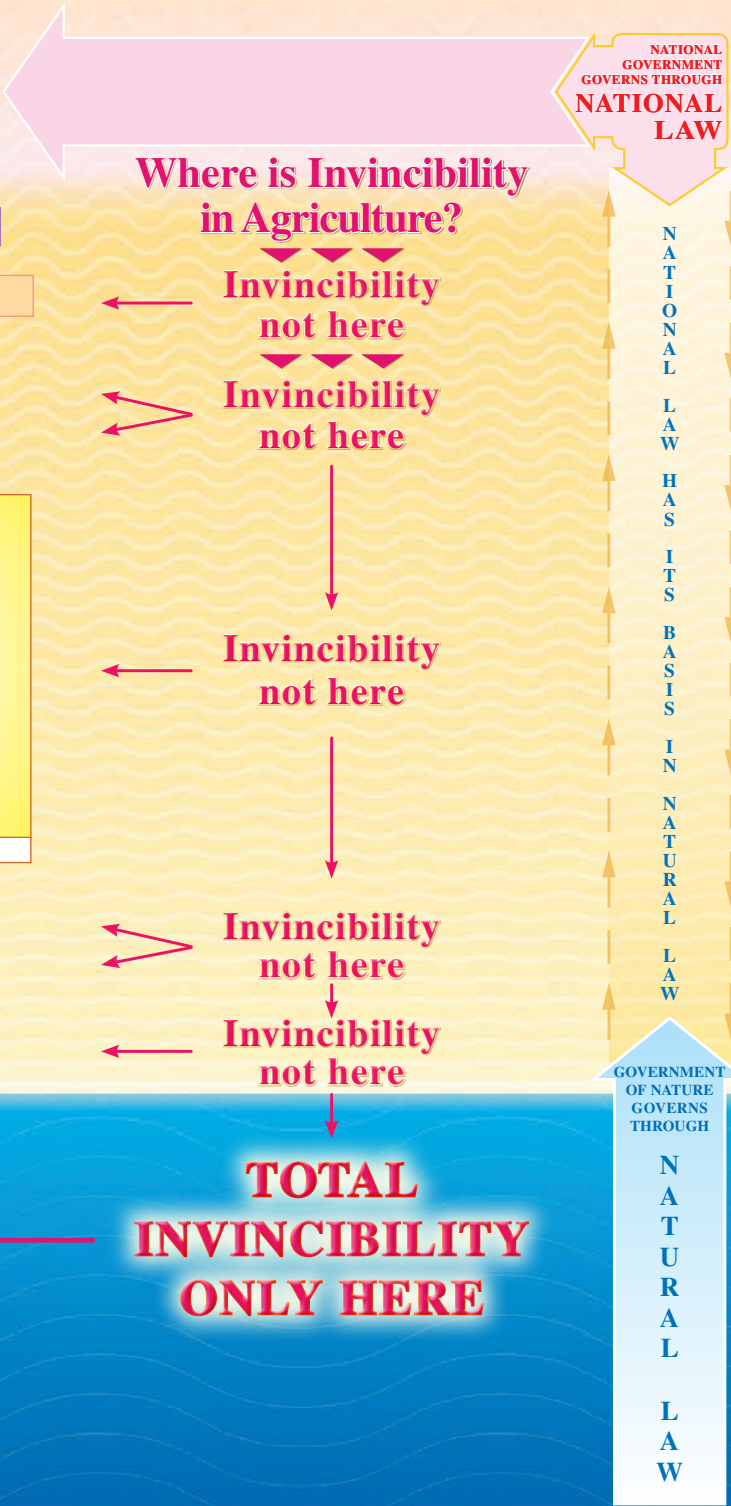 NATIONAL
GOVERNMENT
GOVERNS THROUGH
NATIONAL
LAW
Where is Invincibility
in Agriculture?
Invincibility
not here
Invincibility
not here
Invincibility
not here
Invincibility
not here
Invincibility
not here
TOTAL
INVINCIBILITY
ONLY HERE
NATIONAL LAW HAS ITS BASIS IN NATURAL LAW
GOVERNMENT
OF NATURE
GOVERNS
THROUGH
NATURAL LAW